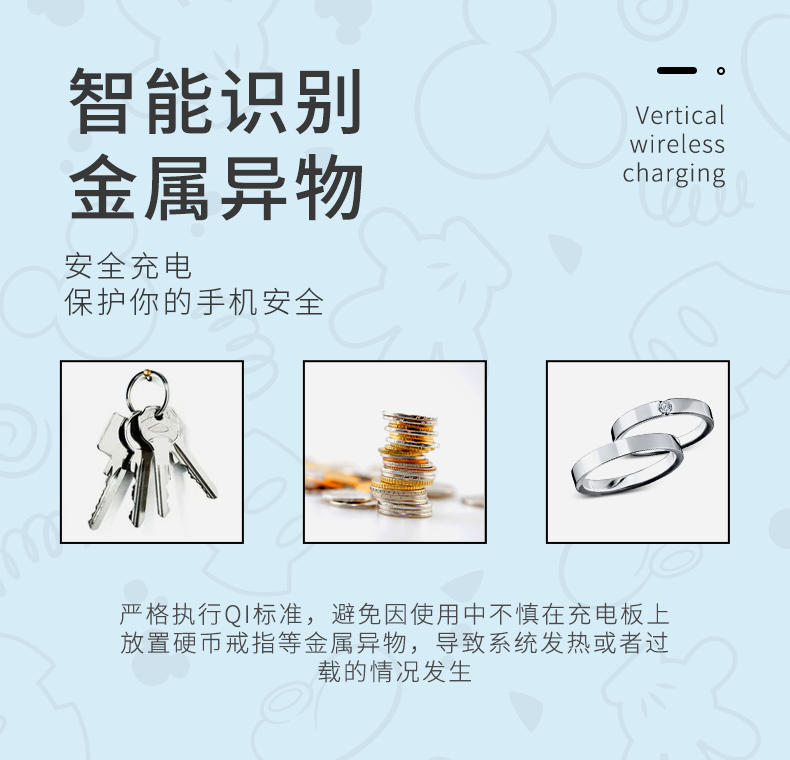 智能识别
金属异物
Vertical
wireless
charging
安全充电
保护你的手机安全
严格执行QI标准，避免因使用中不慎在充电板上
放置硬币戒指等金属异物，导致系统发热或者过
载的情况发生